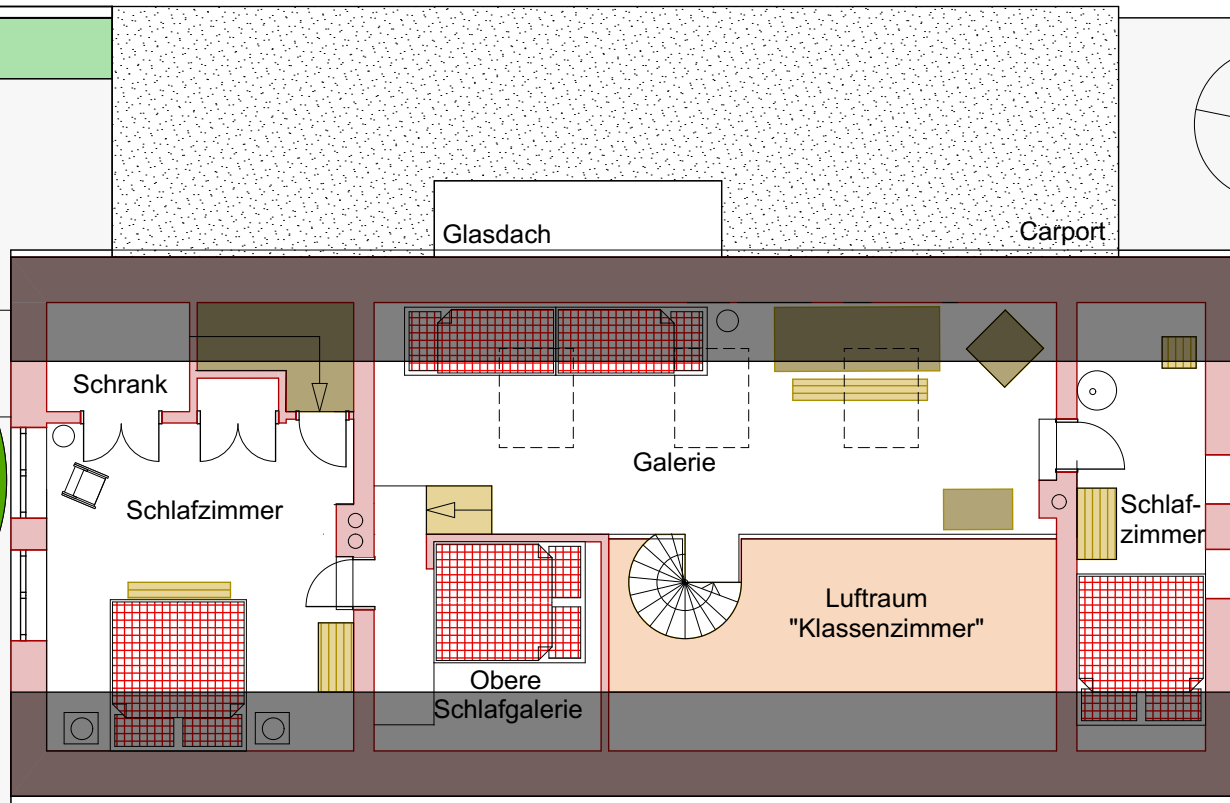 Glasdach
Carport
Schrank
Galerie
Schlafzimmer
Schlaf-
zimmer
Luftraum
"Klassenzimmer"
Obere
Schlafgalerie